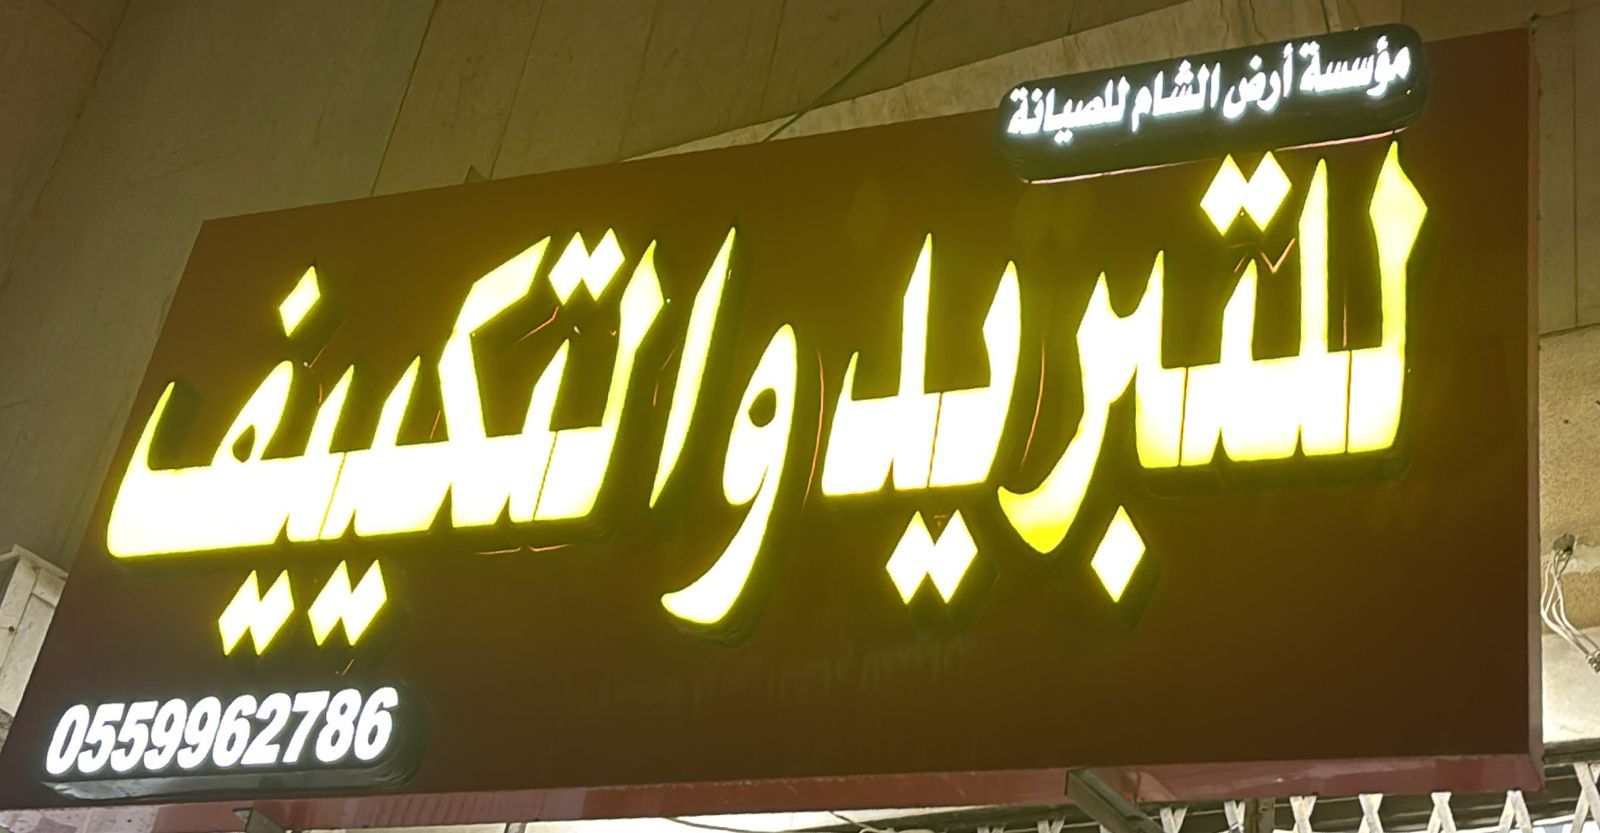 مؤسسة أرض الشام للصيانة
للتبريد والتكييف
0559962786